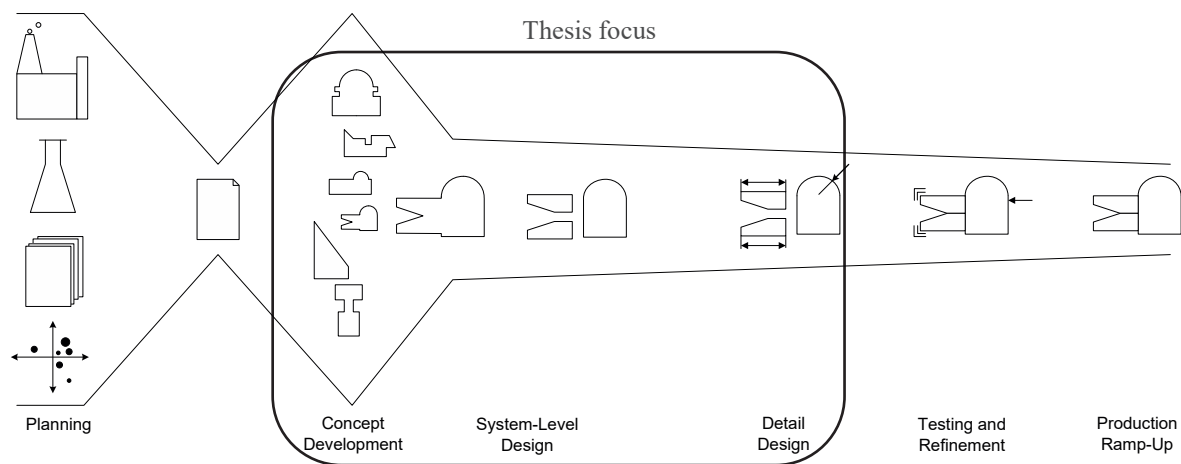 Thesis focus
Planning
Concept
Development
System-Level
Design
Detail
Design
Testing and
Refinement
Production
Ramp-Up